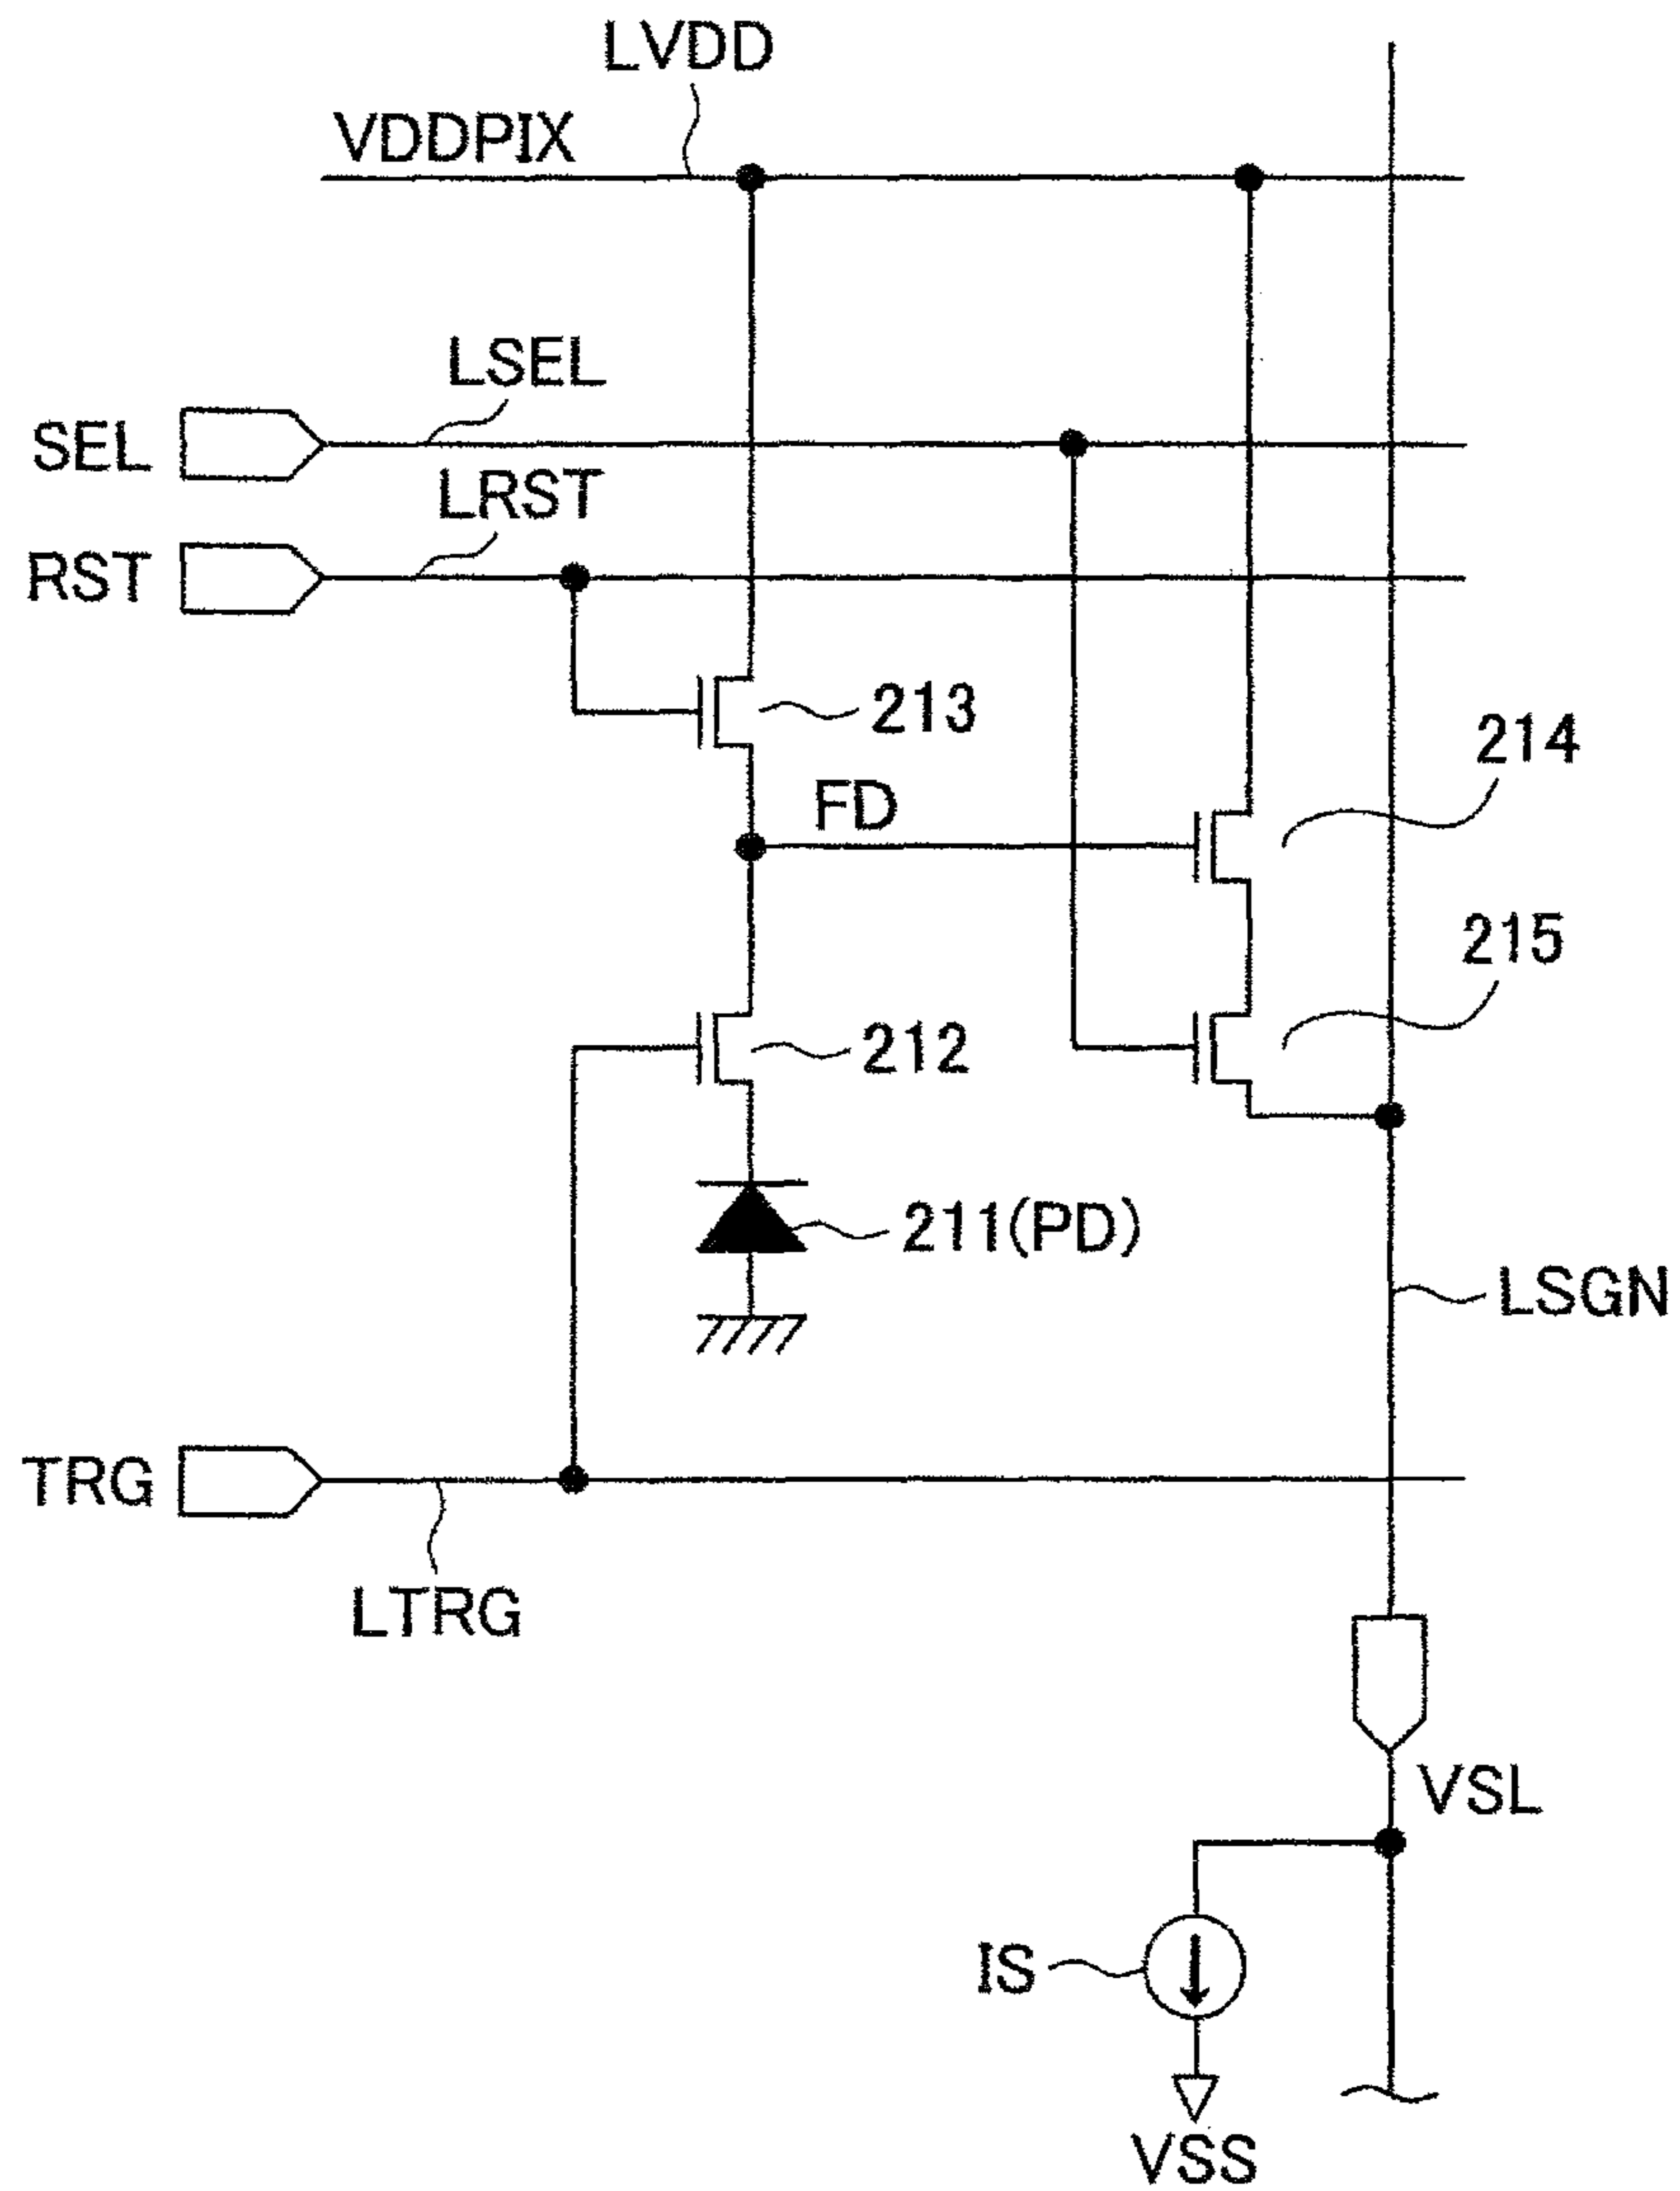 LVDD
VDDPIX
LSEL
SEL
LRST
RST
213
214
FD
215
212
211(PD)
LSGN
TRG
LTRG
VSL
IS
VSS